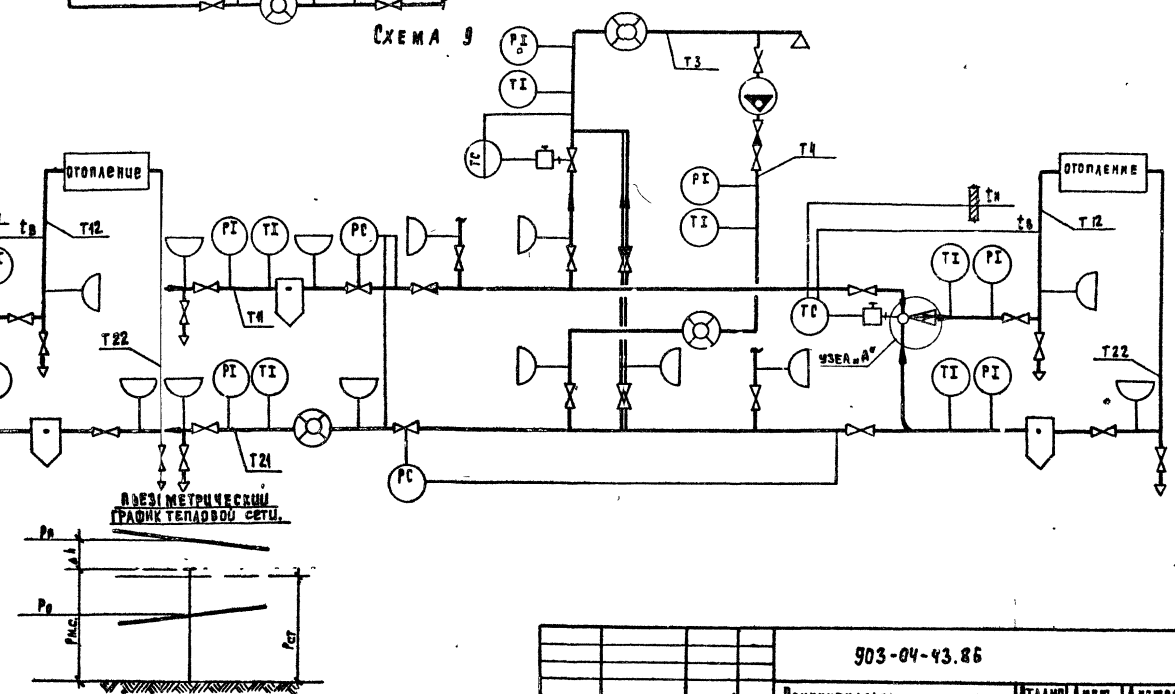 СХЕМА 9
PI
TI
T3
TC
T4
PI
TI
ОТОПЛЕНИЕ
ОТОПЛЕНИЕ
tв
T12
PI
TI
PC
tн
tв
T12
TI
PI
TC
T11
T22
УЗЕЛ „А"
T22
PI
TI
TI
PI
T21
PC
ПЬЕЗОМЕТРИЧЕСКИЙ
ГРАФИК ТЕПЛОВОЙ СЕТИ.
Pп
Δh
Pо
Pм.с.
Pст
903-04-43.86